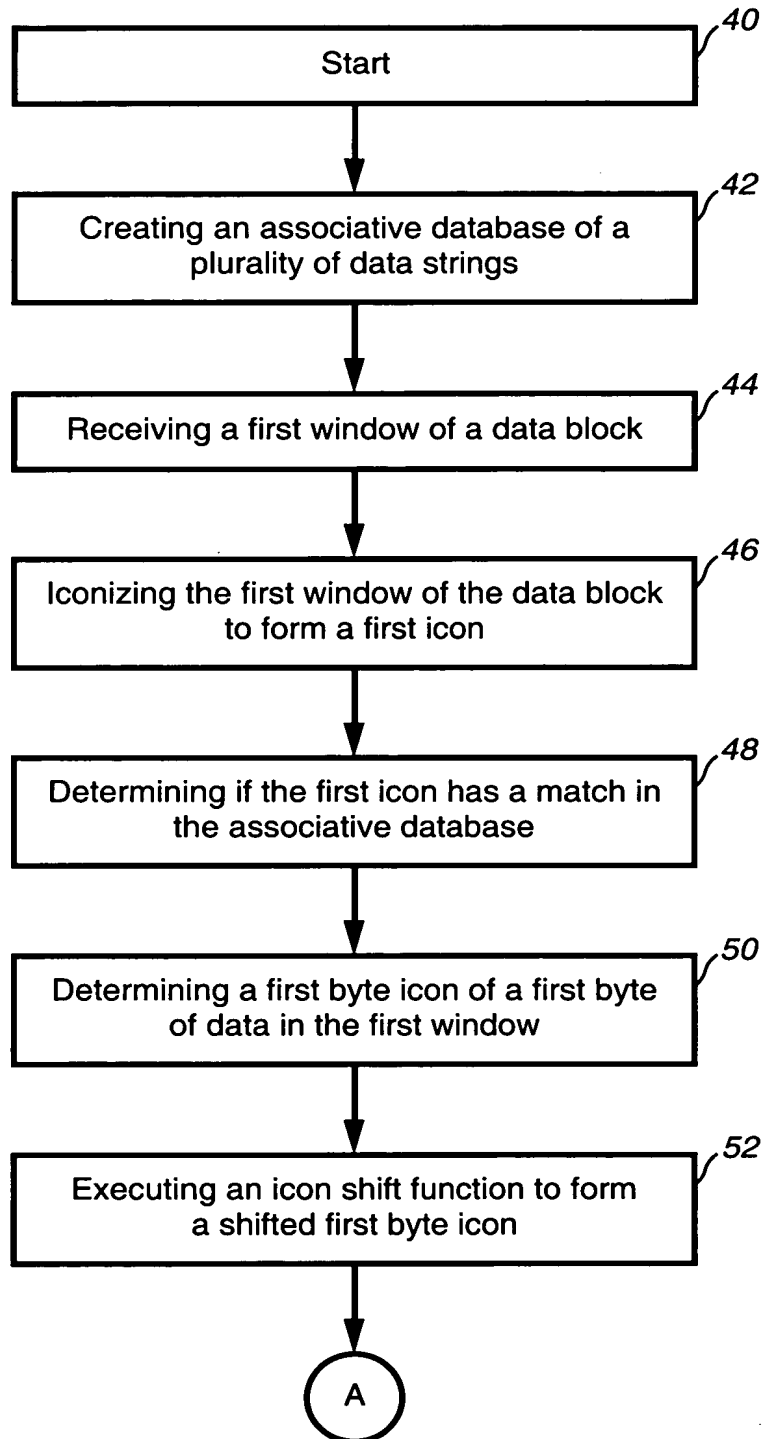 40
Start
42
Creating an associative database of a
plurality of data strings
44
Receiving a first window of a data block
46
Iconizing the first window of the data block
to form a first icon
48
Determining if the first icon has a match in
the associative database
50
Determining a first byte icon of a first byte
of data in the first window
52
Executing an icon shift function to form
a shifted first byte icon
A